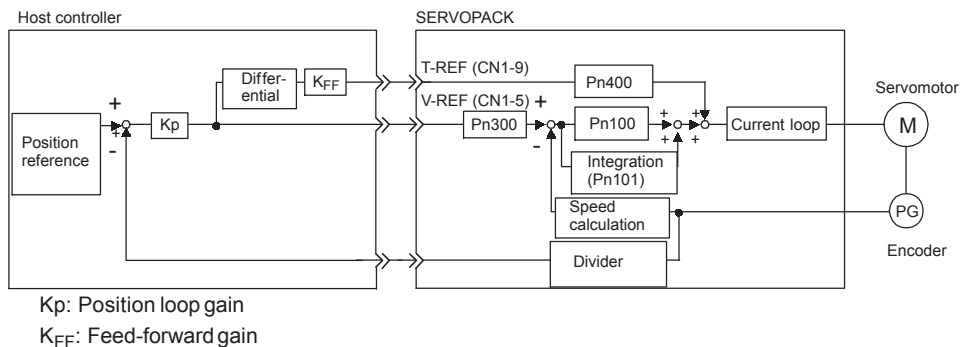 Host controller
SERVOPACK
Differ-
ential
KFF
T-REF (CN1-9)
Pn400
Servomotor
+
+
-
Kp
V-REF (CN1-5)
+
-
Pn300
Pn100
+
+
+
+
Current loop
M
Position
reference
Integration
(Pn101)
Speed
calculation
PG
Divider
Encoder
Kp: Position loop gain
KFF: Feed-forward gain